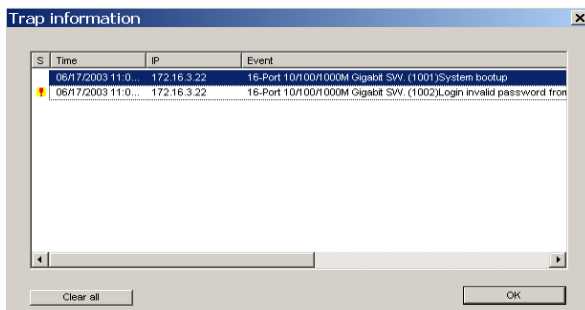 Trap information
S Time IP Event
06/17/2003 11:0... 172.16.3.22 16-Port 10/100/1000M Gigabit SW. (1001)System bootup
06/17/2003 11:0... 172.16.3.22 16-Port 10/100/1000M Gigabit SW. (1002)Login invalid password from
Clear all OK